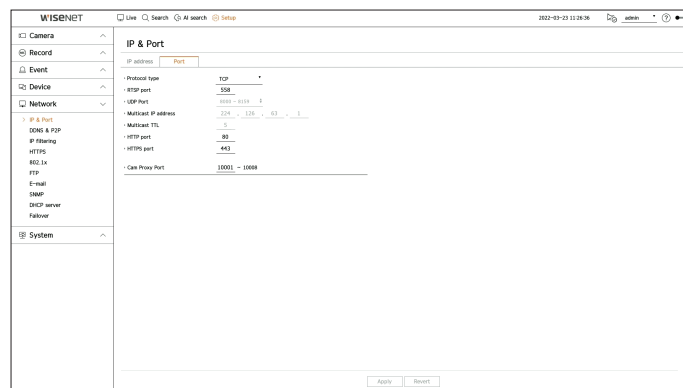 WISENET
Live Search AI search Setup 2022-03-23 11:26:36 admin ?
Camera
Record
Event
Device
Network
> IP & Port
DDNS & P2P
IP filtering
HTTPS
802.1x
FTP
E-mail
SNMP
DHCP server
Failover
System
IP & Port
IP address Port
· Protocol type TCP
· RTSP port 558
· UDP Port 8000 ~ 8159
· Multicast IP address 224 . 126 . 63 . 1
· Multicast TTL 5
· HTTP port 80
· HTTPS port 443
· Cam Proxy Port 10001 ~ 10008
Apply Revert